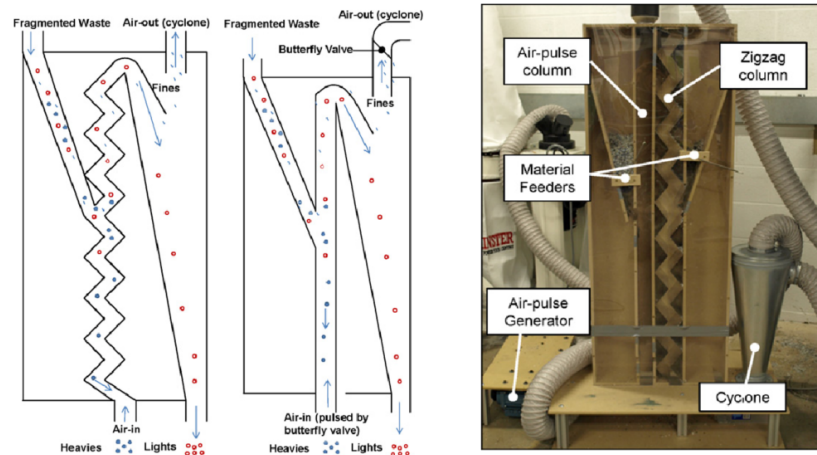 Fragmented Waste
Air-out (cyclone)
Fines
Air-in
Heavies
Lights
Air-out (cyclone)
Butterfly Valve
Fragmented Waste
Fines
Air-in (pulsed by
butterfly valve)
Heavies
Lights
Air-pulse
column
Zigzag
column
Material
Feeders
Air-pulse
Generator
Cyclone